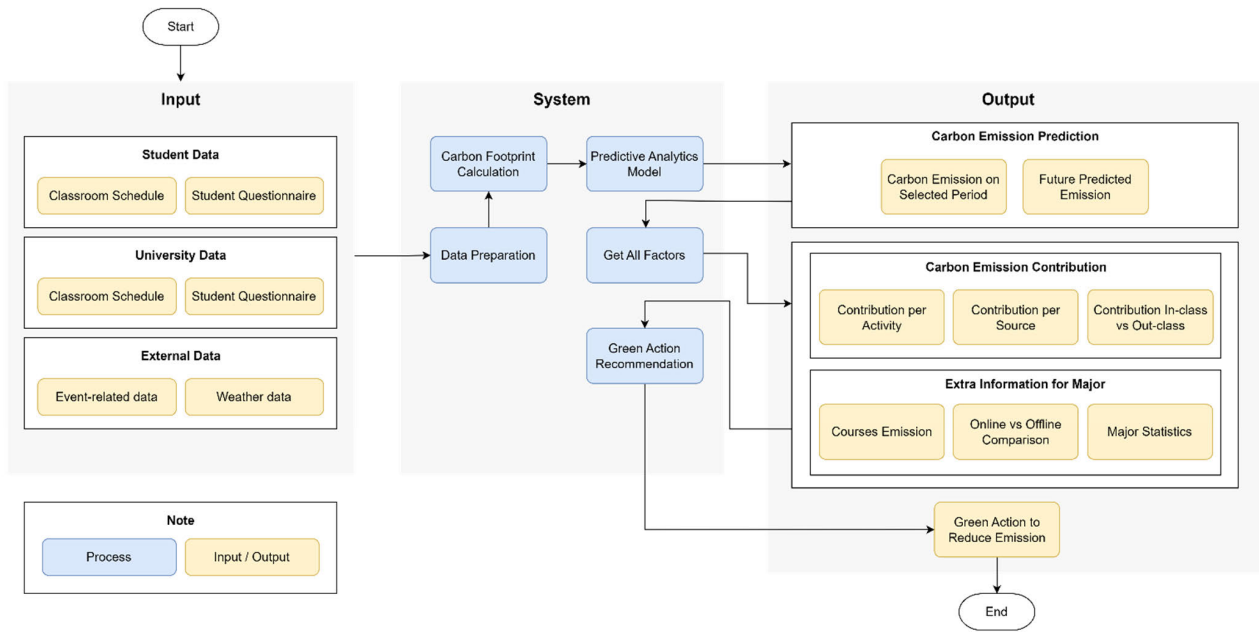 Start
Input
Student Data
Classroom Schedule
Student Questionnaire
University Data
Classroom Schedule
Student Questionnaire
External Data
Event-related data
Weather data
Note
Process
Input / Output
System
Carbon Footprint
Calculation
Predictive Analytics
Model
Data Preparation
Get All Factors
Green Action
Recommendation
Output
Carbon Emission Prediction
Carbon Emission on
Selected Period
Future Predicted
Emission
Carbon Emission Contribution
Contribution per
Activity
Contribution per
Source
Contribution In-class
vs Out-class
Extra Information for Major
Courses Emission
Online vs Offline
Comparison
Major Statistics
Green Action to
Reduce Emission
End